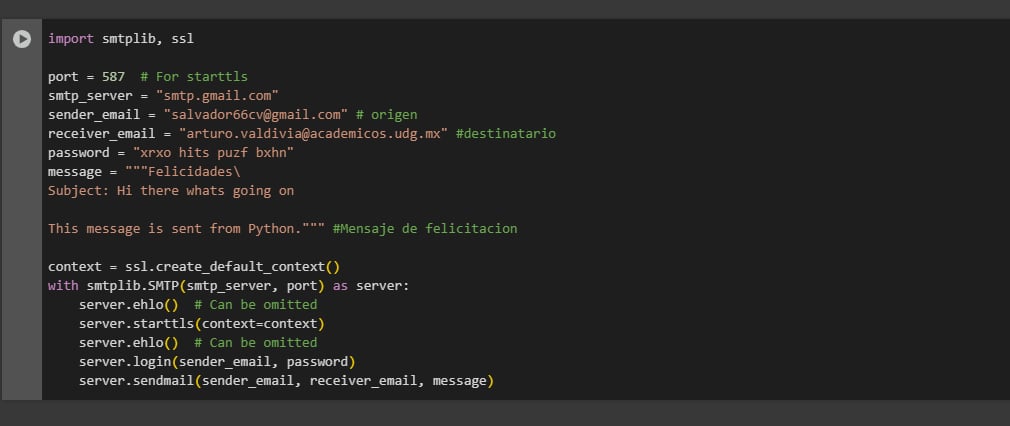 import smtplib, ssl
port = 587  # For starttls
smtp_server = "smtp.gmail.com"
sender_email = "salvador66cv@gmail.com" # origen
receiver_email = "arturo.valdivia@academicos.udg.mx" #destinatario
password = "xrxo hits puzf bxhn"
message = """Felicidades\
Subject: Hi there whats going on
This message is sent from Python.""" #Mensaje de felicitacion
context = ssl.create_default_context()
with smtplib.SMTP(smtp_server, port) as server:
    server.ehlo()  # Can be omitted
    server.starttls(context=context)
    server.ehlo()  # Can be omitted
    server.login(sender_email, password)
    server.sendmail(sender_email, receiver_email, message)